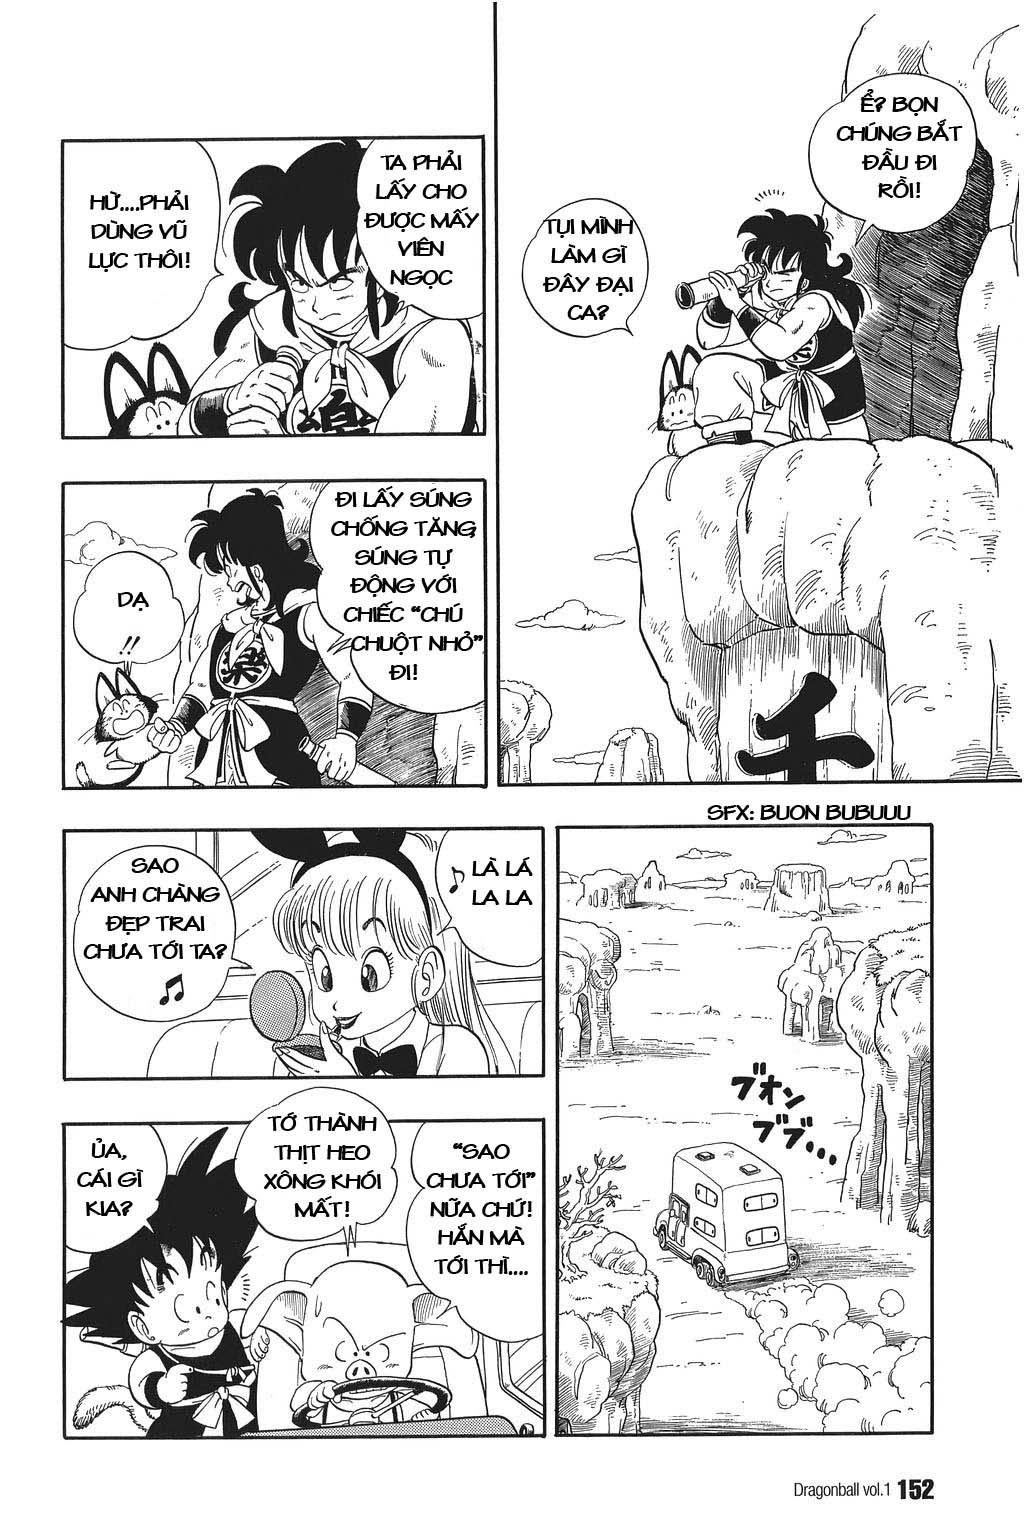 Ể? BỌN
CHÚNG BẮT
ĐẦU ĐI
RỒI!
TỤI MÌNH
LÀM GÌ
ĐÂY ĐẠI
CA?
千
TA PHẢI
LẤY CHO
ĐƯỢC MẤY
VIÊN
NGỌC
HỪ....PHẢI
DÙNG VŨ
LỰC THÔI!
ĐI LẤY SÚNG
CHỐNG TĂNG,
SÚNG TỰ
ĐỘNG VỚI
CHIẾC “CHÚ
CHUỘT NHỎ”
ĐI!
DẠ
!!
樂
SFX: BUON BUBUUU
ブオン
ブブ...
♪ LÀ LÁ
LA LA
SAO
ANH CHÀNG
ĐẸP TRAI
CHƯA TỚI TA?
♫
“SAO
CHƯA TỚI”
NỮA CHỨ!
HẮN MÀ
TỚI THÌ....
TỚ THÀNH
THỊT HEO
XÔNG KHÓI
MẤT!
ỦA,
CÁI GÌ
KIA?
Dragonball vol.1 152